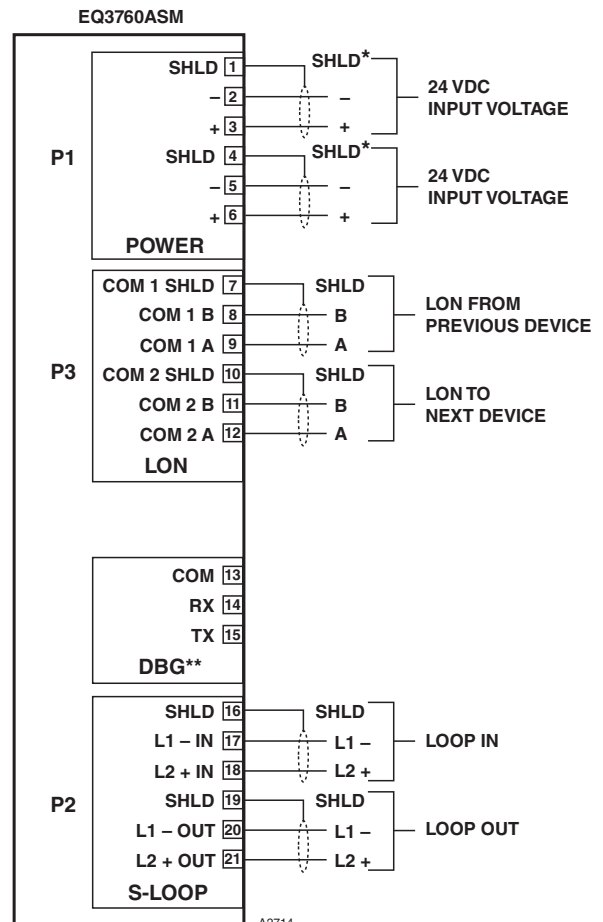 EQ3760ASM
P1
SHLD 1 SHLD*
– 2 –
+ 3 +
24 VDC
INPUT VOLTAGE
SHLD 4 SHLD*
– 5 –
+ 6 +
24 VDC
INPUT VOLTAGE
POWER
P3
COM 1 SHLD 7 SHLD
COM 1 B 8 B
COM 1 A 9 A
LON FROM
PREVIOUS DEVICE
COM 2 SHLD 10 SHLD
COM 2 B 11 B
COM 2 A 12 A
LON TO
NEXT DEVICE
LON
COM 13
RX 14
TX 15
DBG**
P2
SHLD 16 SHLD
L1 – IN 17 L1 –
L2 + IN 18 L2 +
LOOP IN
SHLD 19 SHLD
L1 – OUT 20 L1 –
L2 + OUT 21 L2 +
LOOP OUT
S-LOOP
A2714